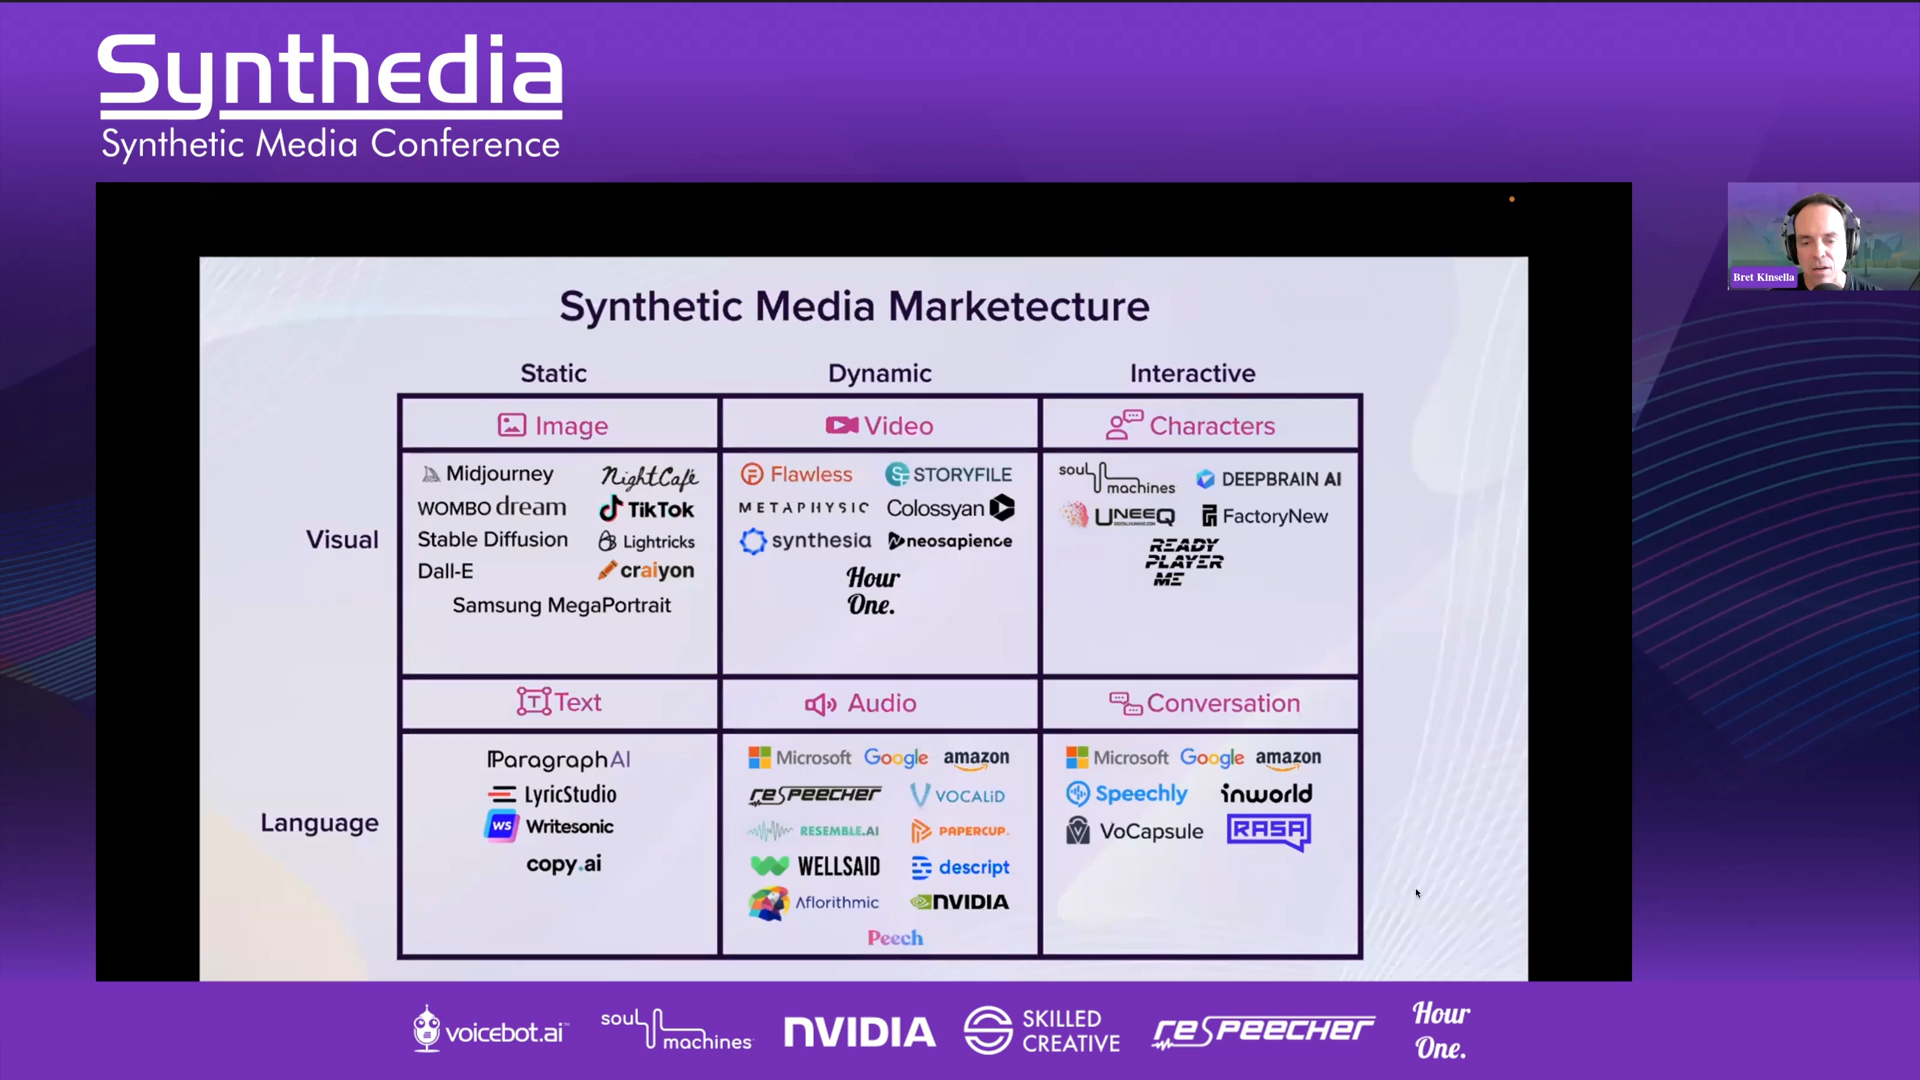 Synthedia
Synthetic Media Conference
Bret Kinsella
Synthetic Media Marketecture
Static Dynamic Interactive
Image Video Characters
Visual
Midjourney NightCafé
WOMBO dream TikTok
Stable Diffusion Lightricks
Dall-E craiyon
Samsung MegaPortrait
Flawless STORYFILE
METAPHYSIC Colossyan
synthesia neosapience
Hour
One.
soul machines DEEPBRAIN AI
UNEEQ FactoryNew
READY
PLAYER
ME
Text Audio Conversation
Language
ParagraphAI
LyricStudio
WS Writesonic
copy.ai
Microsoft Google amazon
RESPEECHER VOCALiD
RESEMBLE.AI PAPERCUP.
WELLSAID descript
Aflorithmic NVIDIA
Peech
Microsoft Google amazon
Speechly inworld
VoCapsule RASA
voicebot.ai soul machines NVIDIA SKILLED CREATIVE RESPEECHER Hour One.